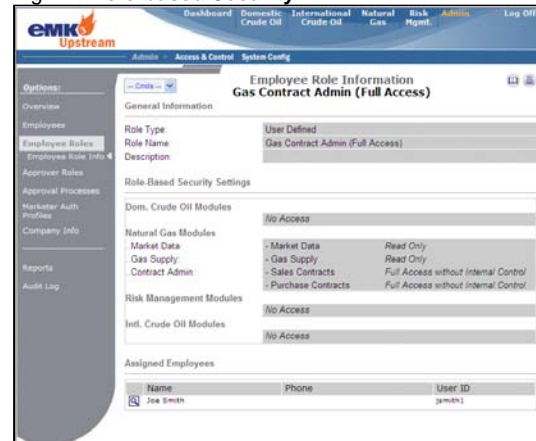 Role-Based Security
Dashboard Domestic Crude Oil International Crude Oil Natural Gas Risk Mgmt. Admin Log Off
eMK
Upstream
Admin - Access & Control System Config
Options:
Overview
Employees
Employee Roles
Employee Role Info
Approver Roles
Approval Processes
Marketer Auth
Profiles
Company Info
Reports
Audit Log
-- Cmds --
Employee Role Information
Gas Contract Admin (Full Access)
General Information
Role Type: User Defined
Role Name: Gas Contract Admin (Full Access)
Description:
Role-Based Security Settings
Dom. Crude Oil Modules
No Access
Natural Gas Modules
Market Data: - Market Data Read Only
Gas Supply: - Gas Supply Read Only
Contract Admin: - Sales Contracts Full Access without Internal Control
- Purchase Contracts Full Access without Internal Control
Risk Management Modules
No Access
Intl. Crude Oil Modules
No Access
Assigned Employees
Name Phone User ID
Joe Smith jsmith1